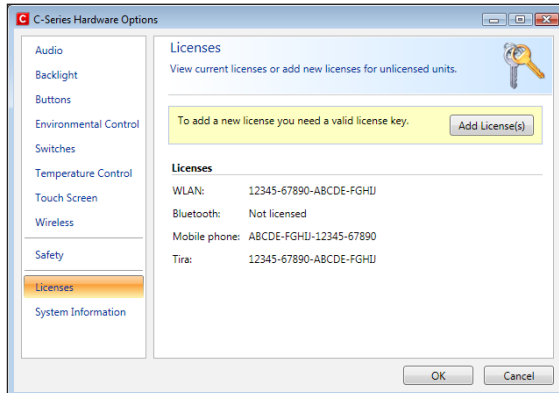 C C-Series Hardware Options
Audio
Backlight
Buttons
Environmental Control
Switches
Temperature Control
Touch Screen
Wireless
Safety
Licenses
System Information
Licenses
View current licenses or add new licenses for unlicensed units.
To add a new license you need a valid license key. Add License(s)
Licenses
WLAN: 12345-67890-ABCDE-FGHIJ
Bluetooth: Not licensed
Mobile phone: ABCDE-FGHIJ-12345-67890
Tira: 12345-67890-ABCDE-FGHIJ
OK Cancel